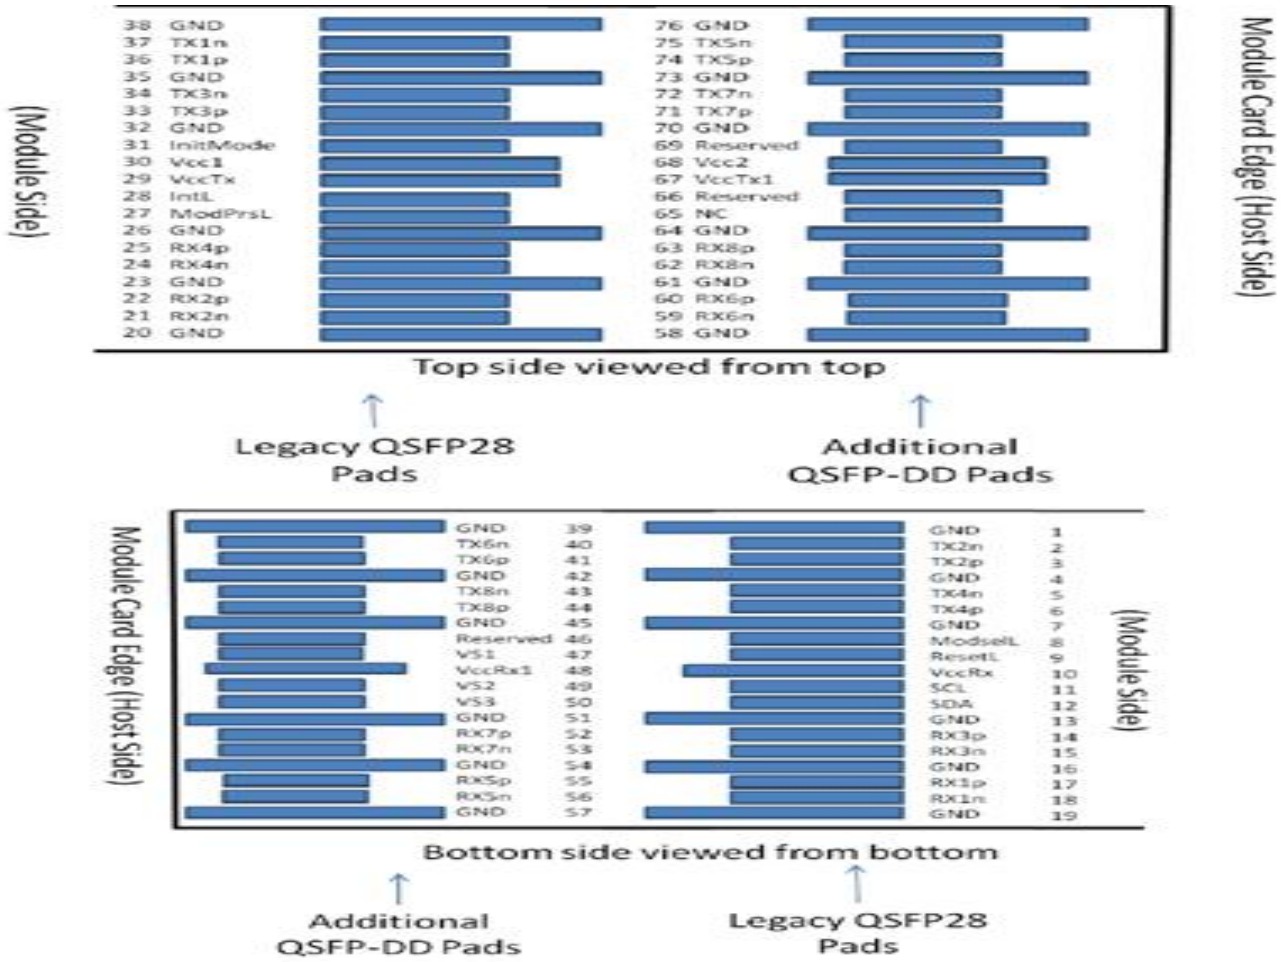 38 GND
37 TX1n
36 TX1p
35 GND
34 TX3n
33 TX3p
32 GND
31 InitMode
30 Vcc1
29 VccTx
28 IntL
27 ModPrsL
26 GND
25 RX4p
24 RX4n
23 GND
22 RX2p
21 RX2n
20 GND
76 GND
75 TX5n
74 TX5p
73 GND
72 TX7n
71 TX7p
70 GND
69 Reserved
68 Vcc2
67 VccTx1
66 Reserved
65 NC
64 GND
63 RX8p
62 RX8n
61 GND
60 RX6p
59 RX6n
58 GND
(Module Side)
Module Card Edge (Host Side)
Top side viewed from top
Legacy QSFP28
Pads
Additional
QSFP-DD Pads
Module Card Edge (Host Side)
GND 39
TX6n 40
TX6p 41
GND 42
TX8n 43
TX8p 44
GND 45
Reserved 46
VS1 47
VccRx1 48
VS2 49
VS3 50
GND 51
RX7p 52
RX7n 53
GND 54
RX5p 55
RX5n 56
GND 57
GND 1
TX2n 2
TX2p 3
GND 4
TX4n 5
TX4p 6
GND 7
ModselL 8
ResetL 9
VccRx 10
SCL 11
SDA 12
GND 13
RX3p 14
RX3n 15
GND 16
RX1p 17
RX1n 18
GND 19
(Module Side)
Bottom side viewed from bottom
Additional
QSFP-DD Pads
Legacy QSFP28
Pads